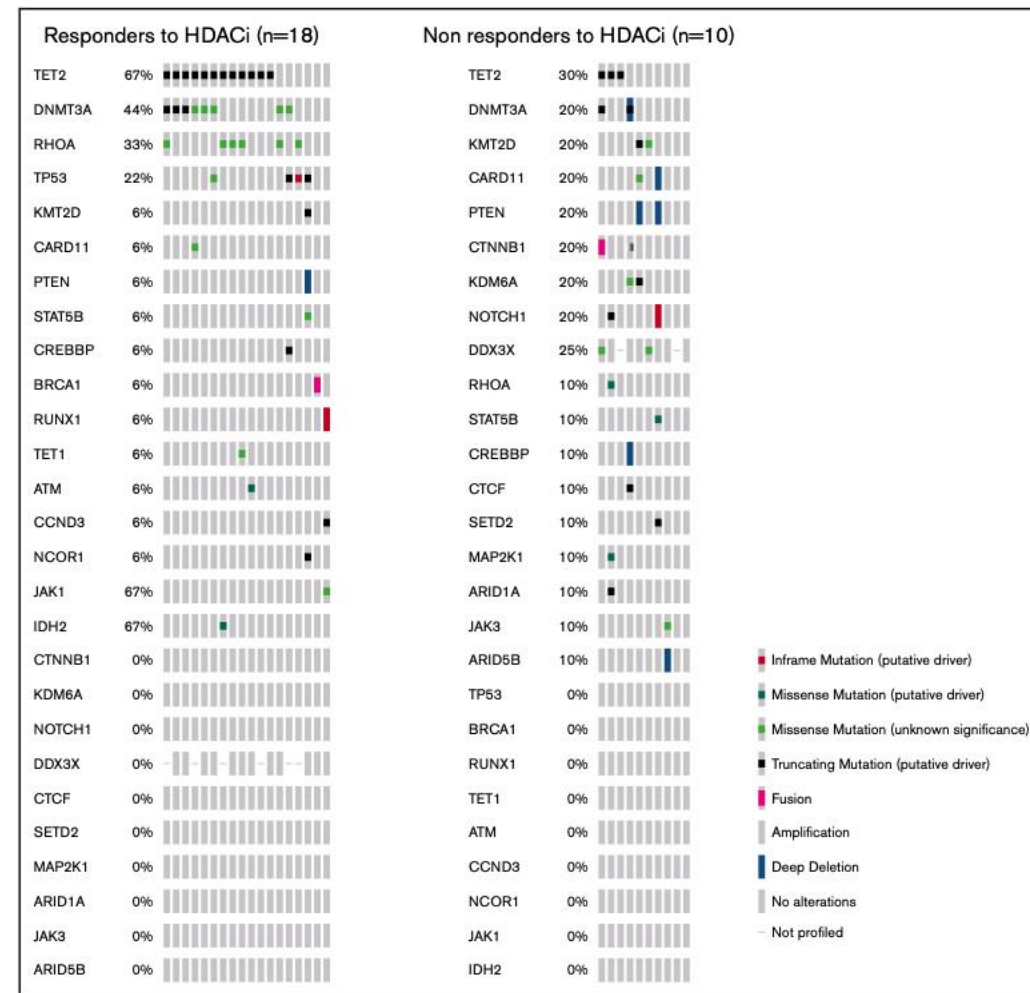 Responders to HDACi (n=18)
TET2 67%
DNMT3A 44%
RHOA 33%
TP53 22%
KMT2D 6%
CARD11 6%
PTEN 6%
STAT5B 6%
CREBBP 6%
BRCA1 6%
RUNX1 6%
TET1 6%
ATM 6%
CCND3 6%
NCOR1 6%
JAK1 67%
IDH2 67%
CTNNB1 0%
KDM6A 0%
NOTCH1 0%
DDX3X 0%
CTCF 0%
SETD2 0%
MAP2K1 0%
ARID1A 0%
JAK3 0%
ARID5B 0%
Non responders to HDACi (n=10)
TET2 30%
DNMT3A 20%
KMT2D 20%
CARD11 20%
PTEN 20%
CTNNB1 20%
KDM6A 20%
NOTCH1 20%
DDX3X 25%
RHOA 10%
STAT5B 10%
CREBBP 10%
CTCF 10%
SETD2 10%
MAP2K1 10%
ARID1A 10%
JAK3 10%
ARID5B 10%
TP53 0%
BRCA1 0%
RUNX1 0%
TET1 0%
ATM 0%
CCND3 0%
NCOR1 0%
JAK1 0%
IDH2 0%
Inframe Mutation (putative driver)
Missense Mutation (putative driver)
Missense Mutation (unknown significance)
Truncating Mutation (putative driver)
Fusion
Amplification
Deep Deletion
No alterations
Not profiled